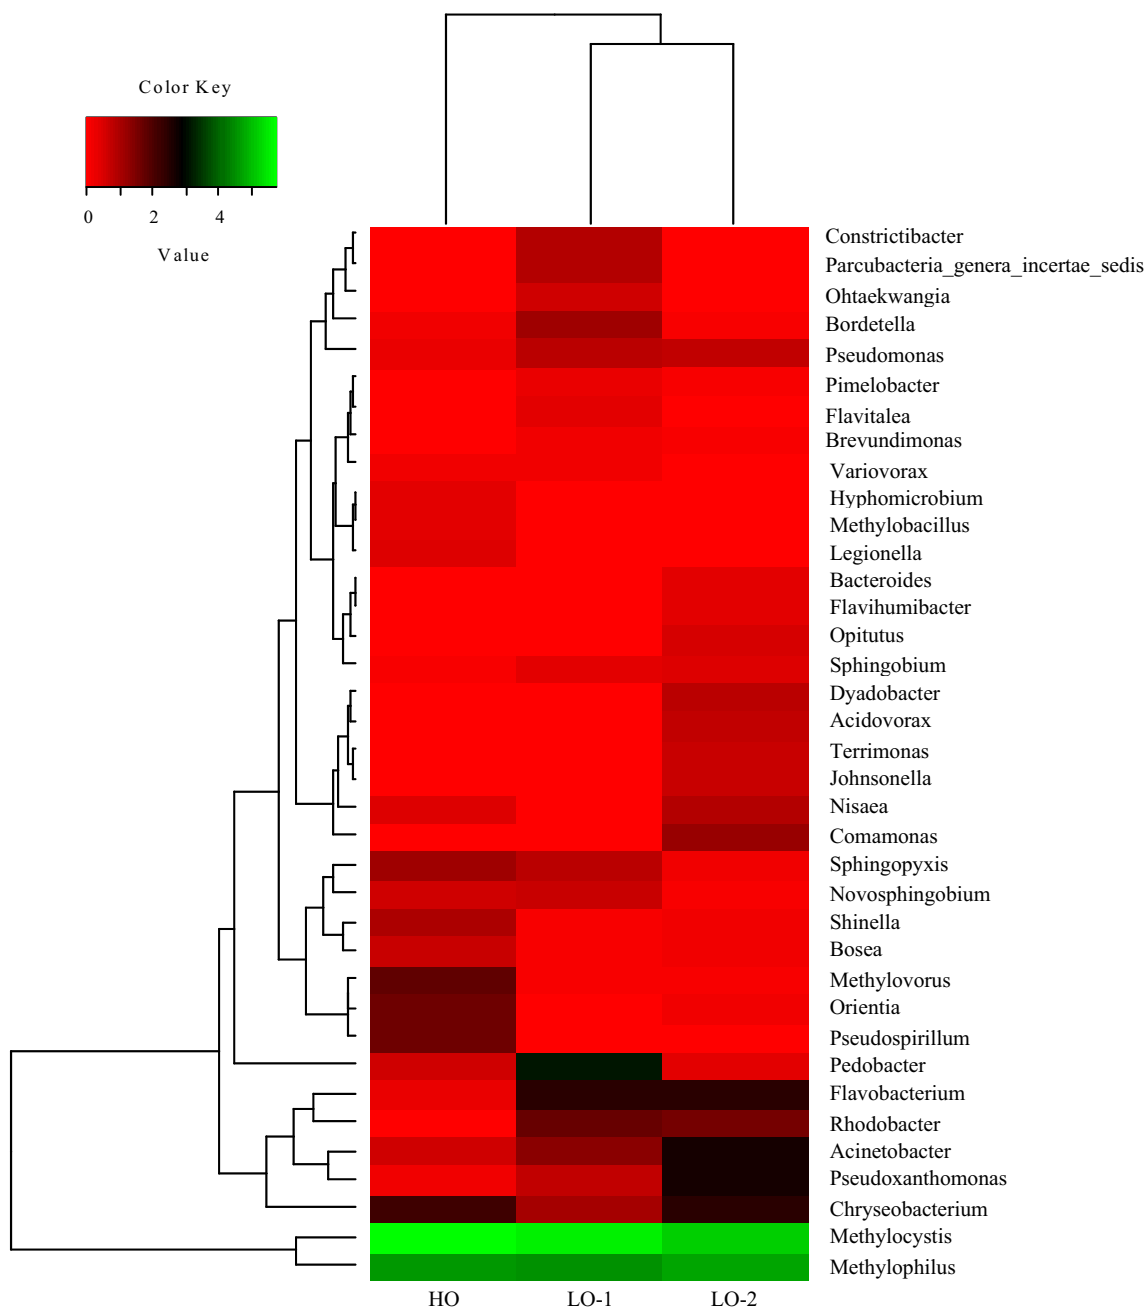 Color Key
0 2 4
Value
Constrictibacter
Parcubacteria_genera_incertae_sedis
Ohtaekwangia
Bordetella
Pseudomonas
Pimelobacter
Flavitalea
Brevundimonas
Variovorax
Hyphomicrobium
Methylobacillus
Legionella
Bacteroides
Flavihumibacter
Opitutus
Sphingobium
Dyadobacter
Acidovorax
Terrimonas
Johnsonella
Nisaea
Comamonas
Sphingopyxis
Novosphingobium
Shinella
Bosea
Methylovorus
Orientia
Pseudospirillum
Pedobacter
Flavobacterium
Rhodobacter
Acinetobacter
Pseudoxanthomonas
Chryseobacterium
Methylocystis
Methylophilus
HO LO-1 LO-2